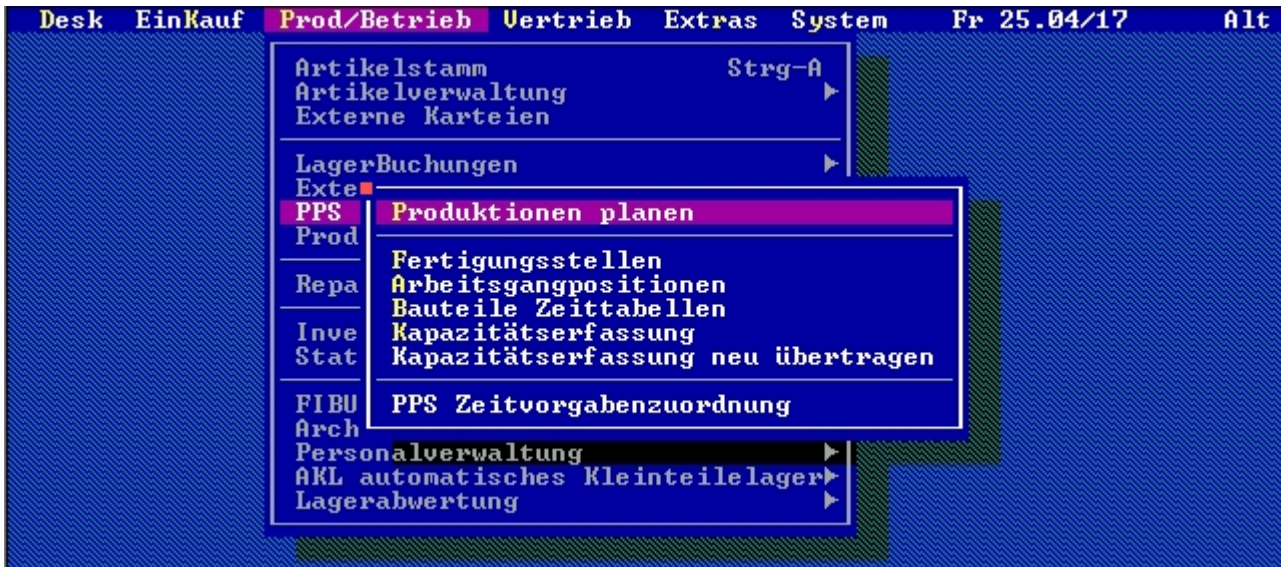 Desk EinKauf Prod/Betrieb Vertrieb Extras System Fr 25.04/17 Alt
Artikelstamm Strg-A
Artikelverwaltung
Externe Karteien
LagerBuchungen
Exte
PPS
Prod
Repa
Inve
Stat
FIBU
Arch
Personalverwaltung
AKL automatisches Kleinteilelager
Lagerabwertung
Produktionen planen
Fertigungsstellen
Arbeitsgangpositionen
Bauteile Zeittabellen
Kapazitätserfassung
Kapazitätserfassung neu übertragen
PPS Zeitvorgabenzuordnung